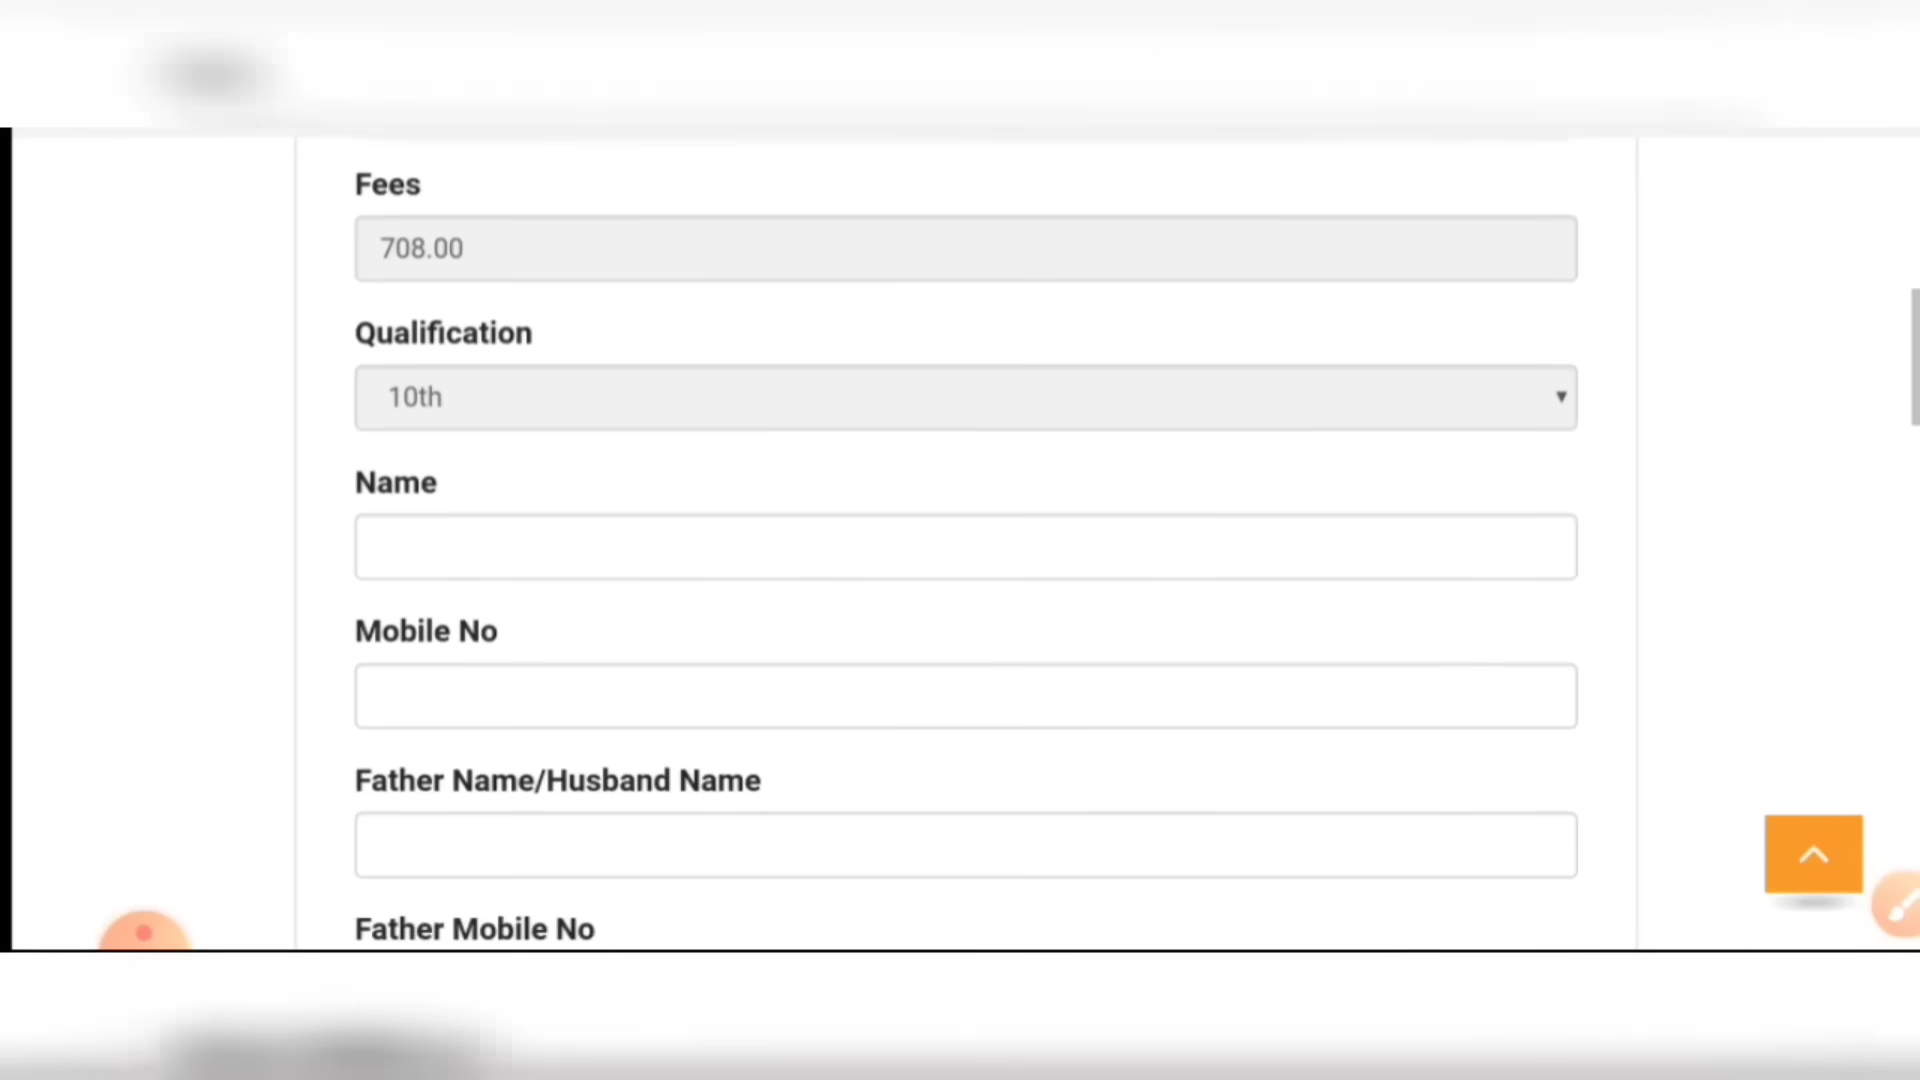 Fees
708.00
Qualification
10th
Name
Mobile No
Father Name/Husband Name
Father Mobile No